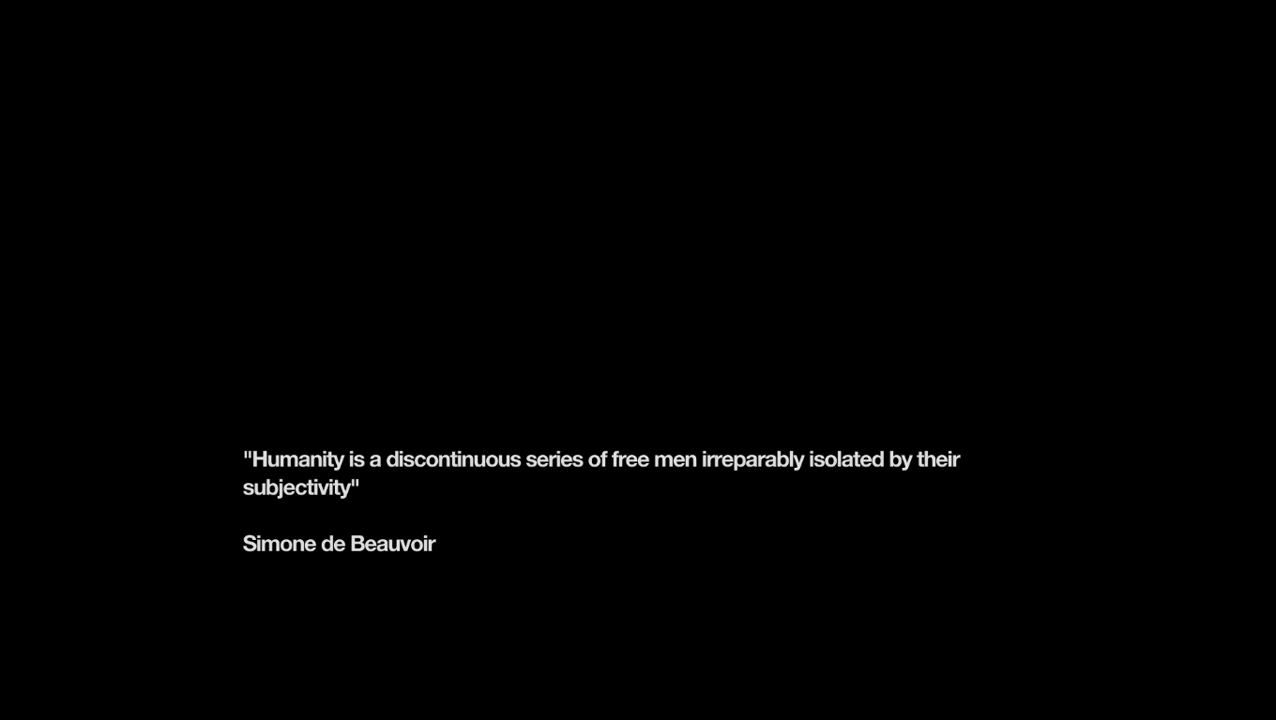 "Humanity is a discontinuous series of free men irreparably isolated by their
subjectivity"
Simone de Beauvoir